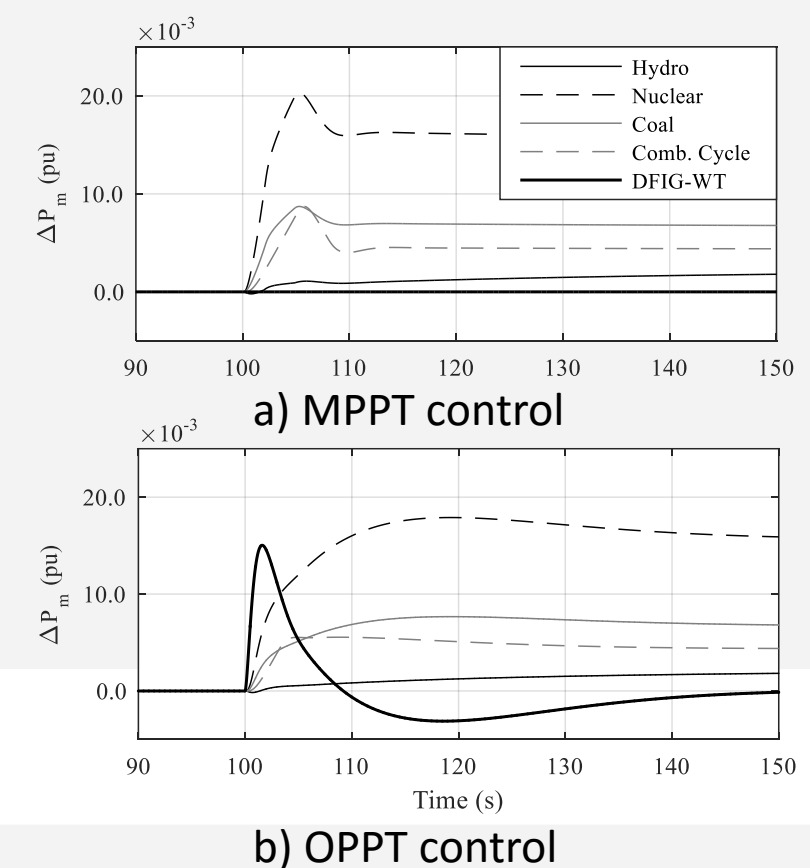 ×10⁻³
20.0
10.0
0.0
ΔPₘ (pu)
Hydro
Nuclear
Coal
Comb. Cycle
DFIG-WT
90 100 110 120 130 140 150
a) MPPT control
×10⁻³
20.0
10.0
0.0
ΔPₘ (pu)
90 100 110 120 130 140 150
Time (s)
b) OPPT control